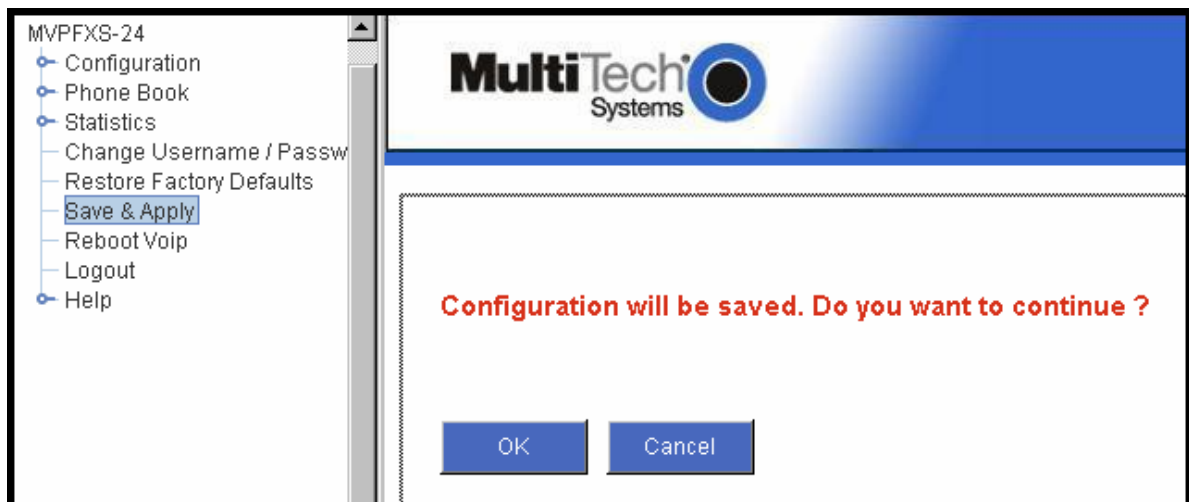 MVPFXS-24
Configuration
Phone Book
Statistics
Change Username / Passw
Restore Factory Defaults
Save & Apply
Reboot Voip
Logout
Help
MultiTech
Systems
Configuration will be saved. Do you want to continue ?
OK
Cancel